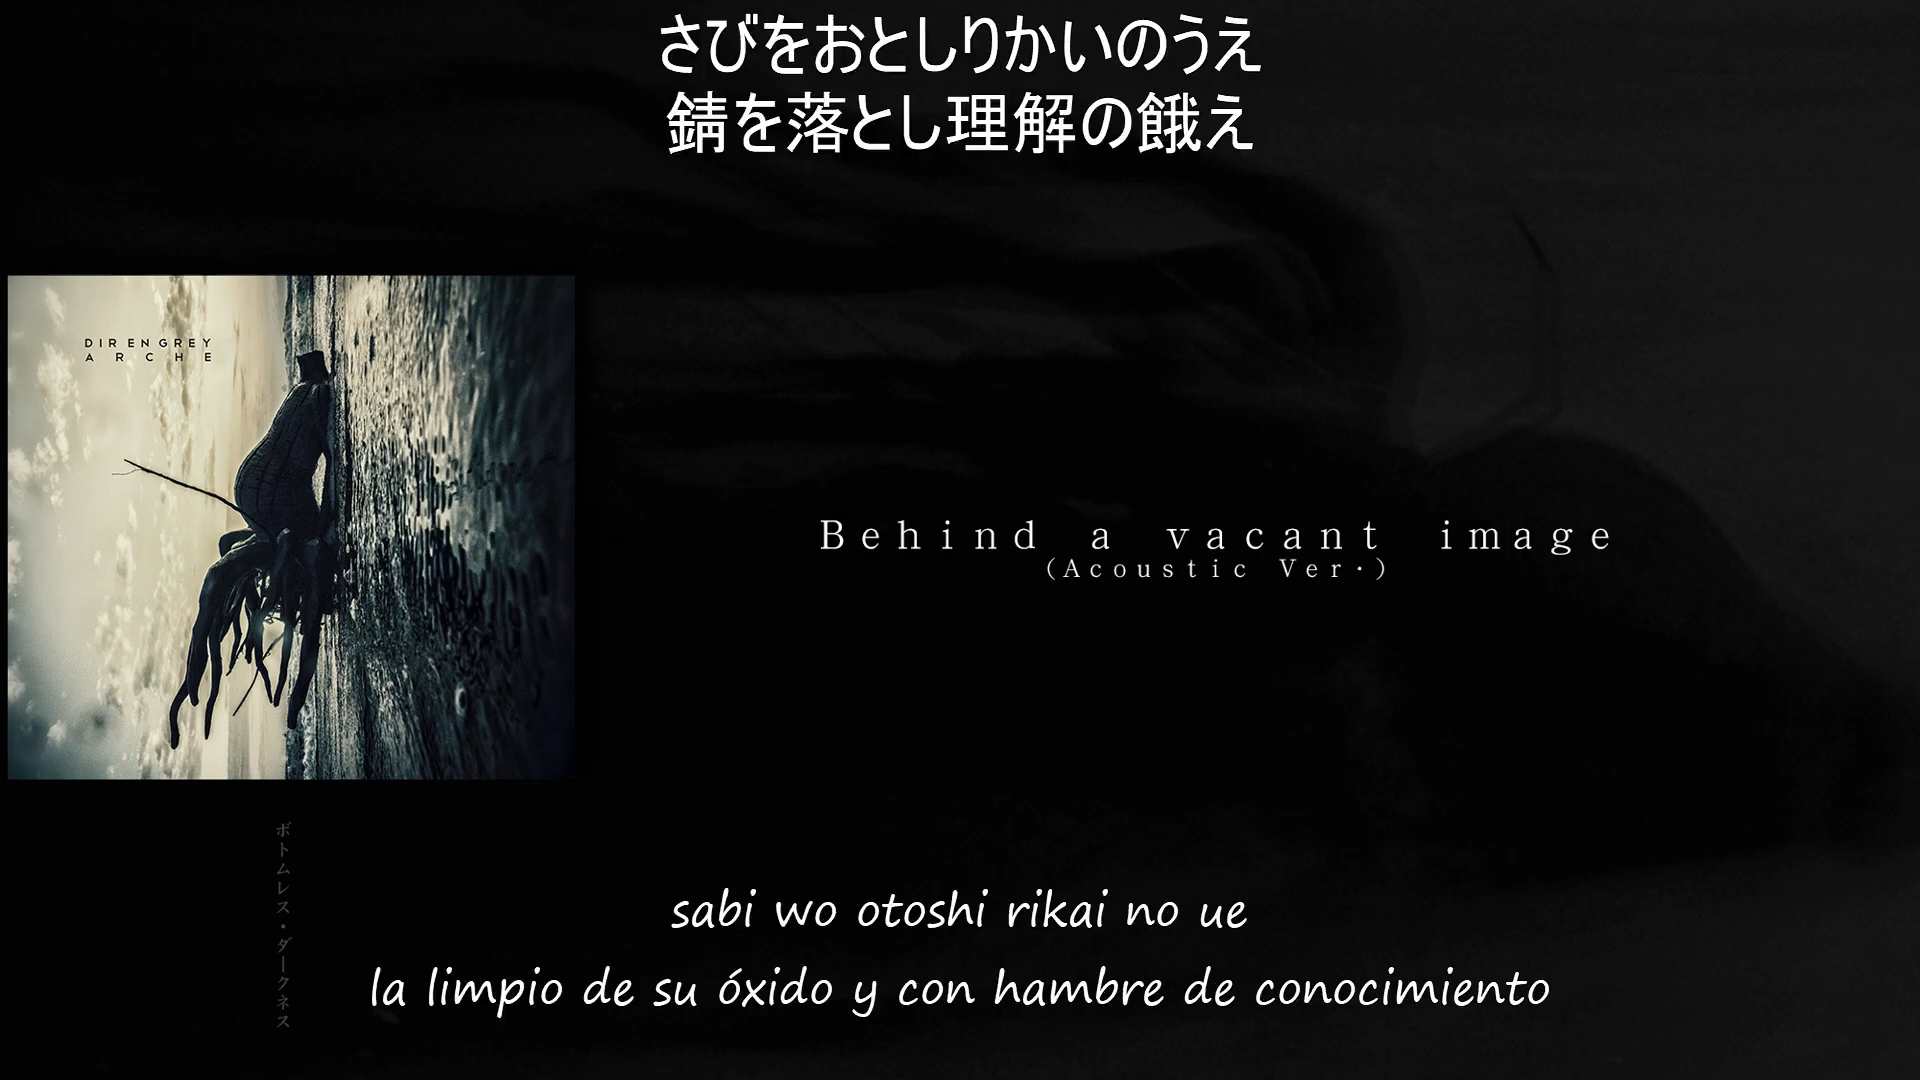 さびをおとしりかいのうえ
錆を落とし理解の餓え
DIR EN GREY
ARCHE
Behind a vacant image
(Acoustic Ver.)
ボトムレス・ダークネス
sabi wo otoshi rikai no ue
la limpio de su óxido y con hambre de conocimiento